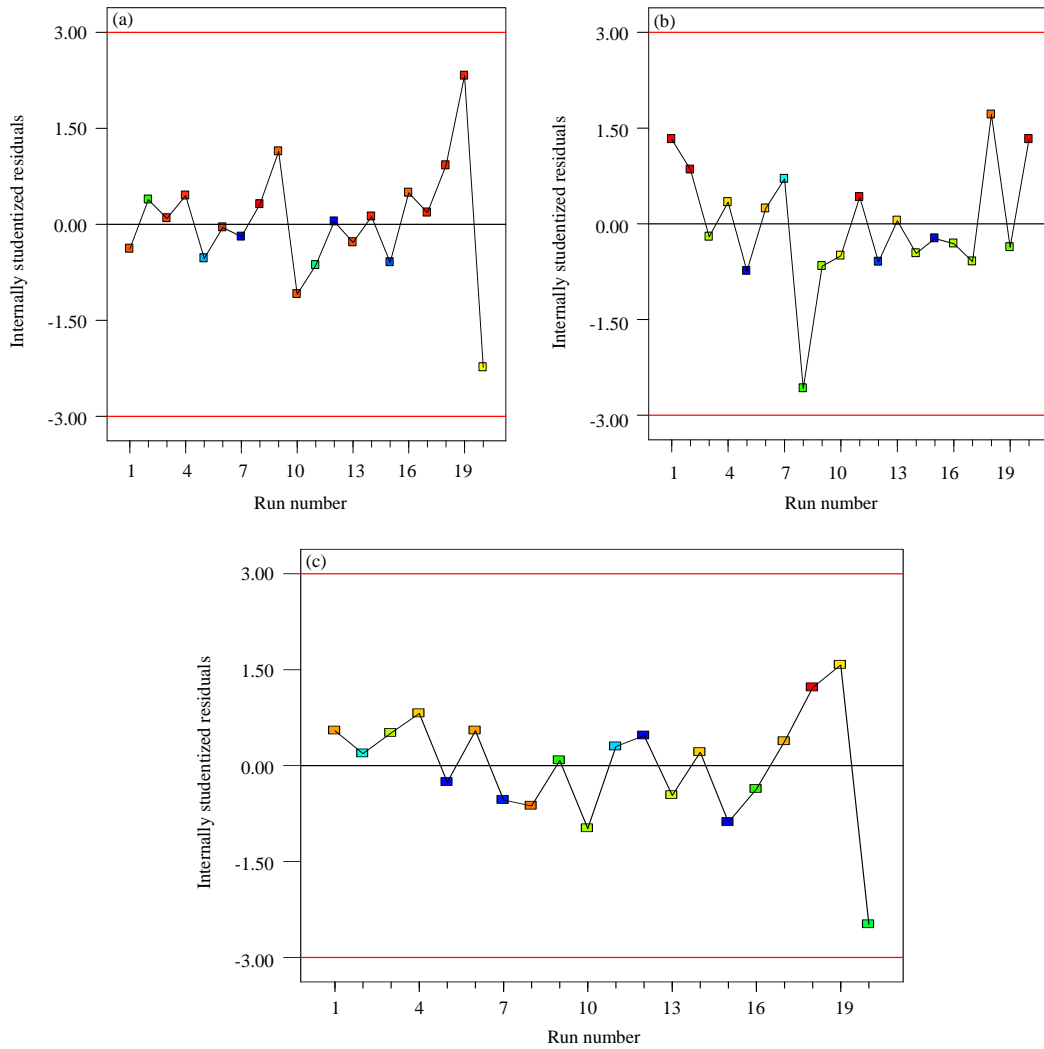 (a)
3.00
1.50
0.00
-1.50
-3.00
Internally studentized residuals
1 4 7 10 13 16 19
Run number
(b)
3.00
1.50
0.00
-1.50
-3.00
Internally studentized residuals
1 4 7 10 13 16 19
Run number
(c)
3.00
1.50
0.00
-1.50
-3.00
Internally studentized residuals
1 4 7 10 13 16 19
Run number